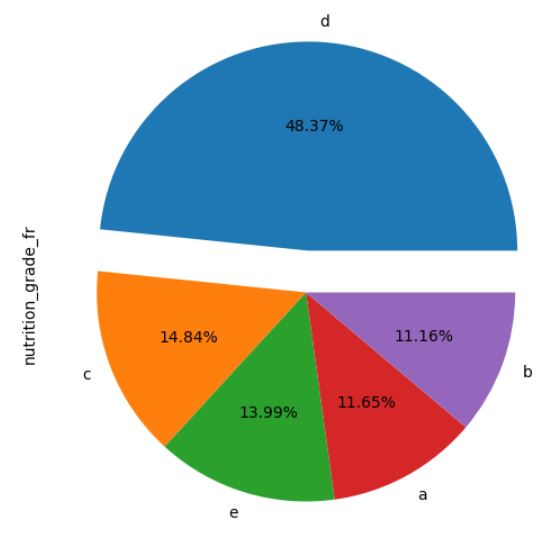 d
48.37%
nutrition_grade_fr
14.84%
11.16%
c
b
11.65%
13.99%
a
e